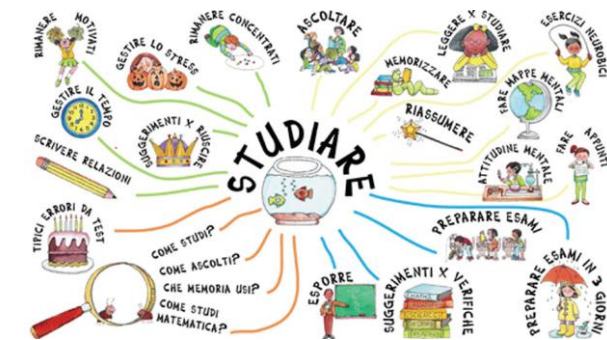 RIMANERE MOTIVATI
GESTIRE LO STRESS
RIMANERE CONCENTRATI
ASCOLTARE
LEGGERE X STUDIARE
ESERCIZI NEUROBICI
MEMORIZZARE
FARE MAPPE MENTALI
GESTIRE IL TEMPO
SUGGERIMENTI X RIUSCIRE
RIASSUMERE
SCRIVERE RELAZIONI
STUDIARE
ATTITUDINE MENTALE
FARE APPUNTI
TIPICI ERRORI DA TEST
COME STUDI?
COME ASCOLTI?
CHE MEMORIA USI?
COME STUDI
MATEMATICA?
ESPORRE
SUGGERIMENTI X VERIFICHE
PREPARARE ESAMI
PREPARARE ESAMI IN 3 GIORNI